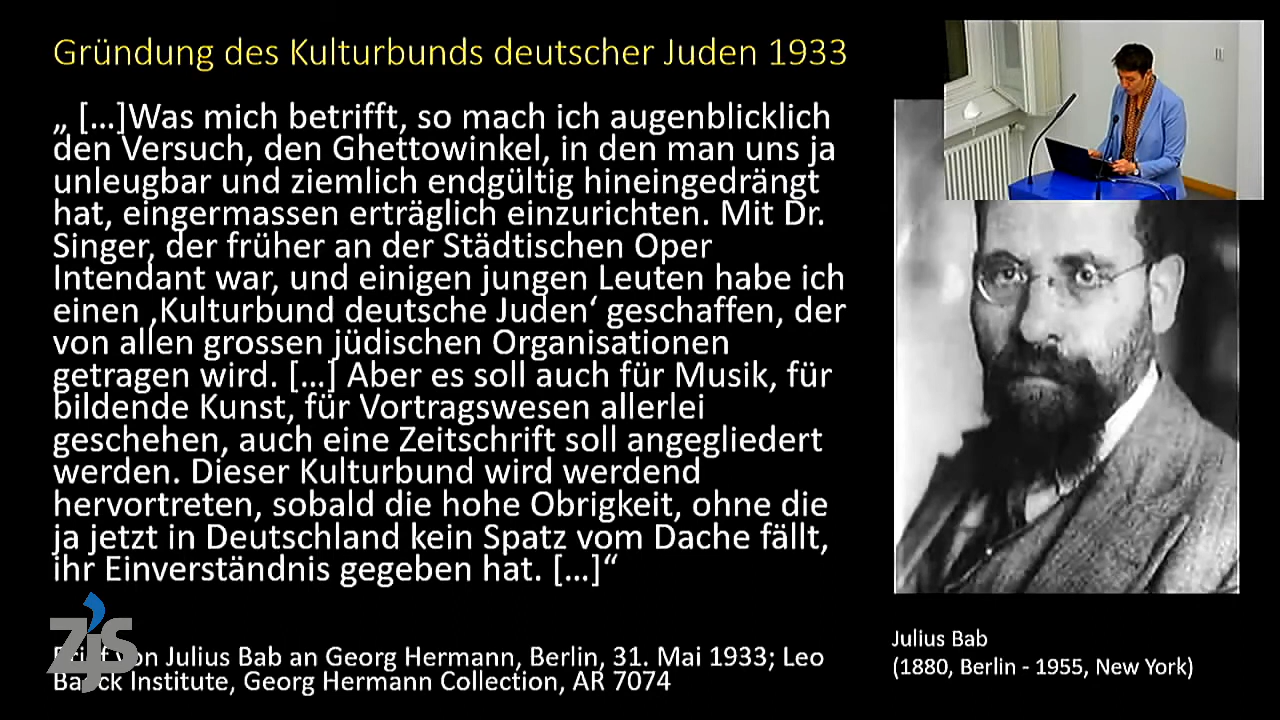 Gründung des Kulturbunds deutscher Juden 1933
„ [...]Was mich betrifft, so mach ich augenblicklich
den Versuch, den Ghettowinkel, in den man uns ja
unleugbar und ziemlich endgültig hineingedrängt
hat, eingermassen erträglich einzurichten. Mit Dr.
Singer, der früher an der Städtischen Oper
Intendant war, und einigen jungen Leuten habe ich
einen ‚Kulturbund deutsche Juden‘ geschaffen, der
von allen grossen jüdischen Organisationen
getragen wird. [...] Aber es soll auch für Musik, für
bildende Kunst, für Vortragswesen allerlei
geschehen, auch eine Zeitschrift soll angegliedert
werden. Dieser Kulturbund wird werdend
hervortreten, sobald die hohe Obrigkeit, ohne die
ja jetzt in Deutschland kein Spatz vom Dache fällt,
ihr Einverständnis gegeben hat. [...]“
Brief von Julius Bab an Georg Hermann, Berlin, 31. Mai 1933; Leo
Baeck Institute, Georg Hermann Collection, AR 7074
ZJS
Julius Bab
(1880, Berlin - 1955, New York)